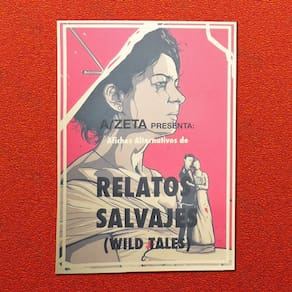 A/ZETA PRESENTA:
Afiches Alternativos de
RELATOS
SALVAJES
(WILD TALES)